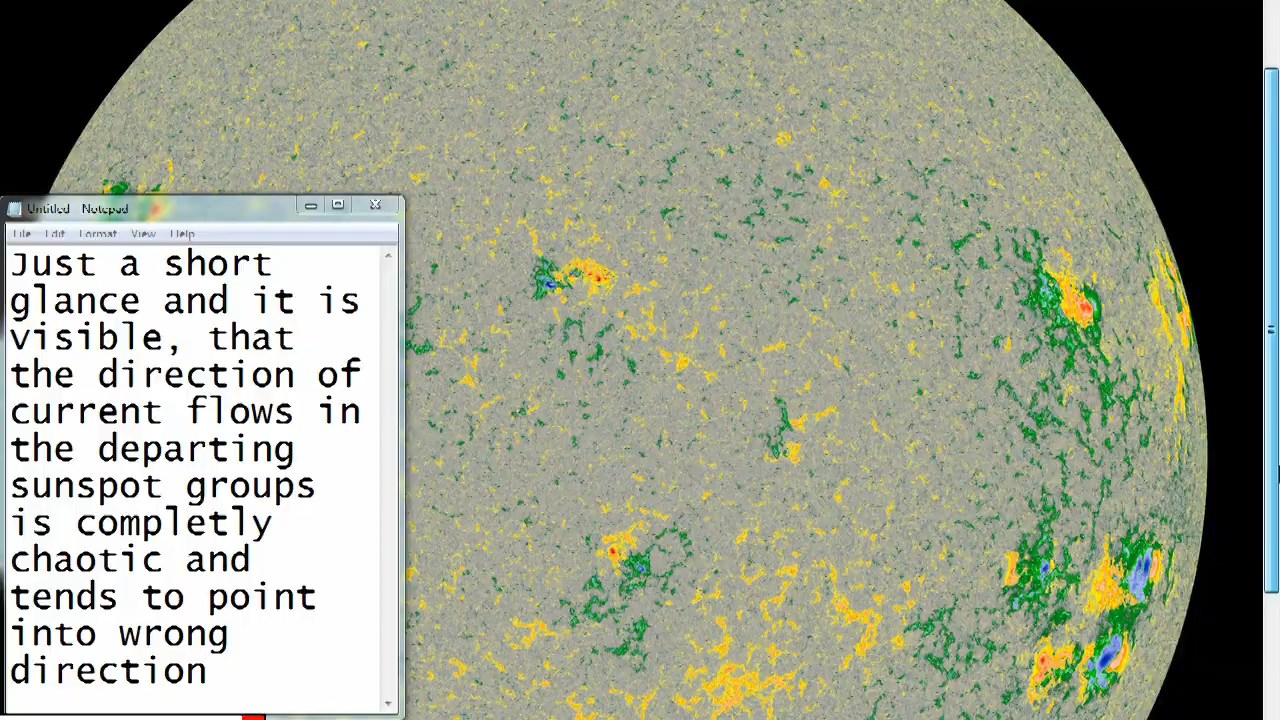 Untitled - Notepad
File Edit Format View Help
Just a short
glance and it is
visible, that
the direction of
current flows in
the departing
sunspot groups
is completly
chaotic and
tends to point
into wrong
direction